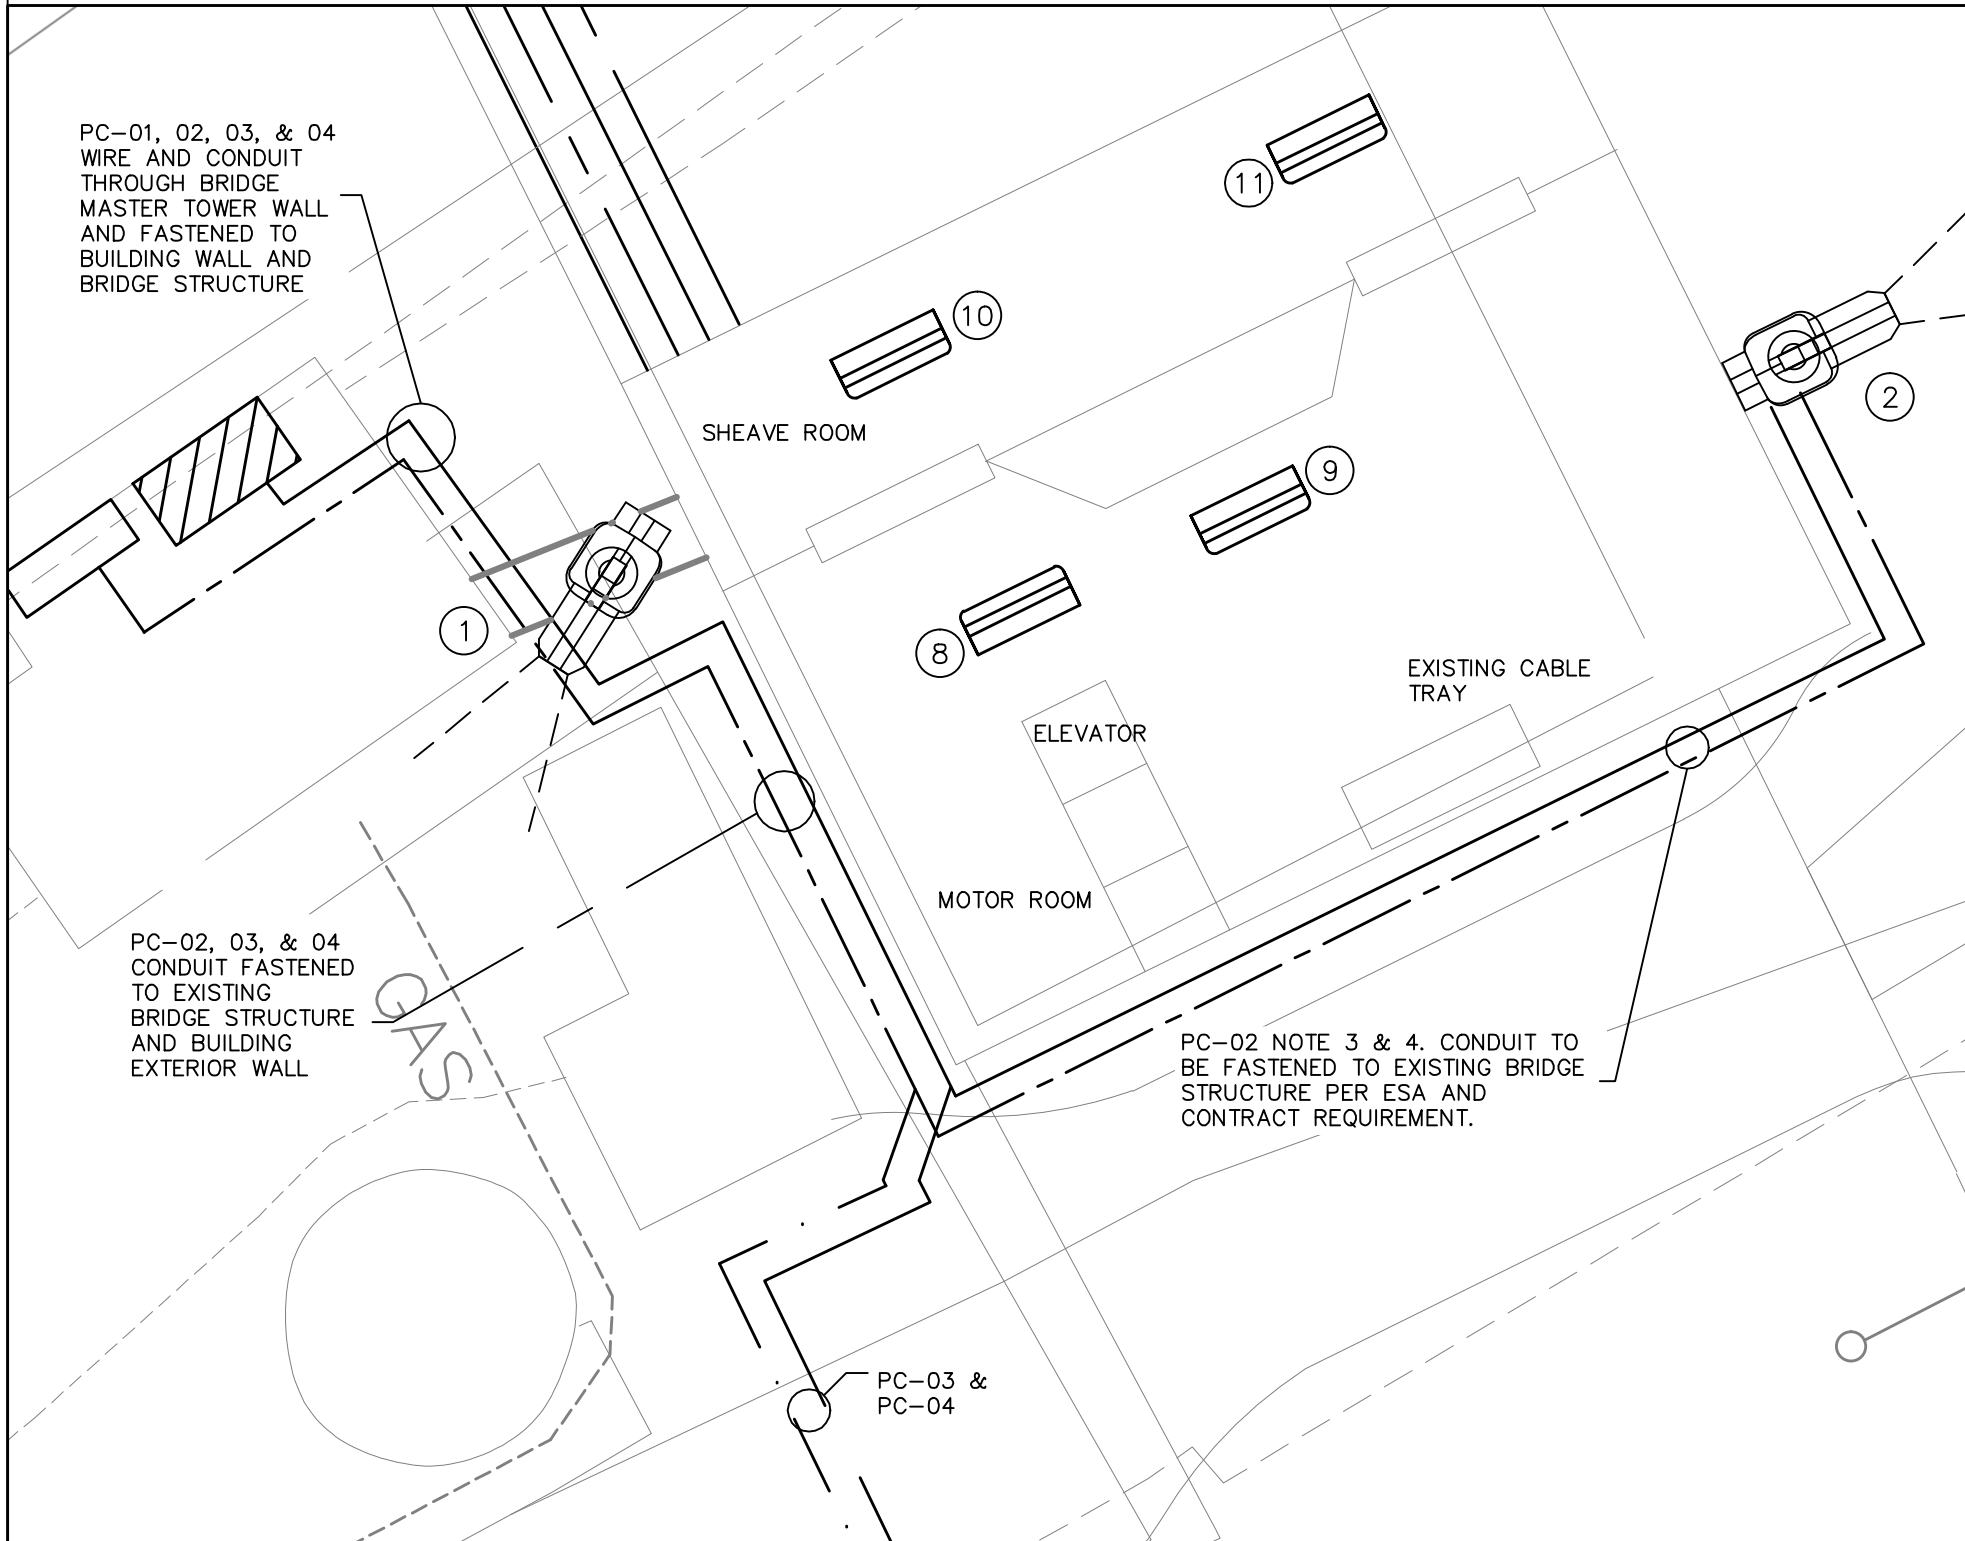 PC-01, 02, 03, & 04
WIRE AND CONDUIT
THROUGH BRIDGE
MASTER TOWER WALL
AND FASTENED TO
BUILDING WALL AND
BRIDGE STRUCTURE
11
10
2
SHEAVE ROOM
9
1
8
EXISTING CABLE
TRAY
ELEVATOR
MOTOR ROOM
PC-02, 03, & 04
CONDUIT FASTENED
TO EXISTING
BRIDGE STRUCTURE
AND BUILDING
EXTERIOR WALL
GAS
PC-02 NOTE 3 & 4. CONDUIT TO
BE FASTENED TO EXISTING BRIDGE
STRUCTURE PER ESA AND
CONTRACT REQUIREMENT.
PC-03 &
PC-04